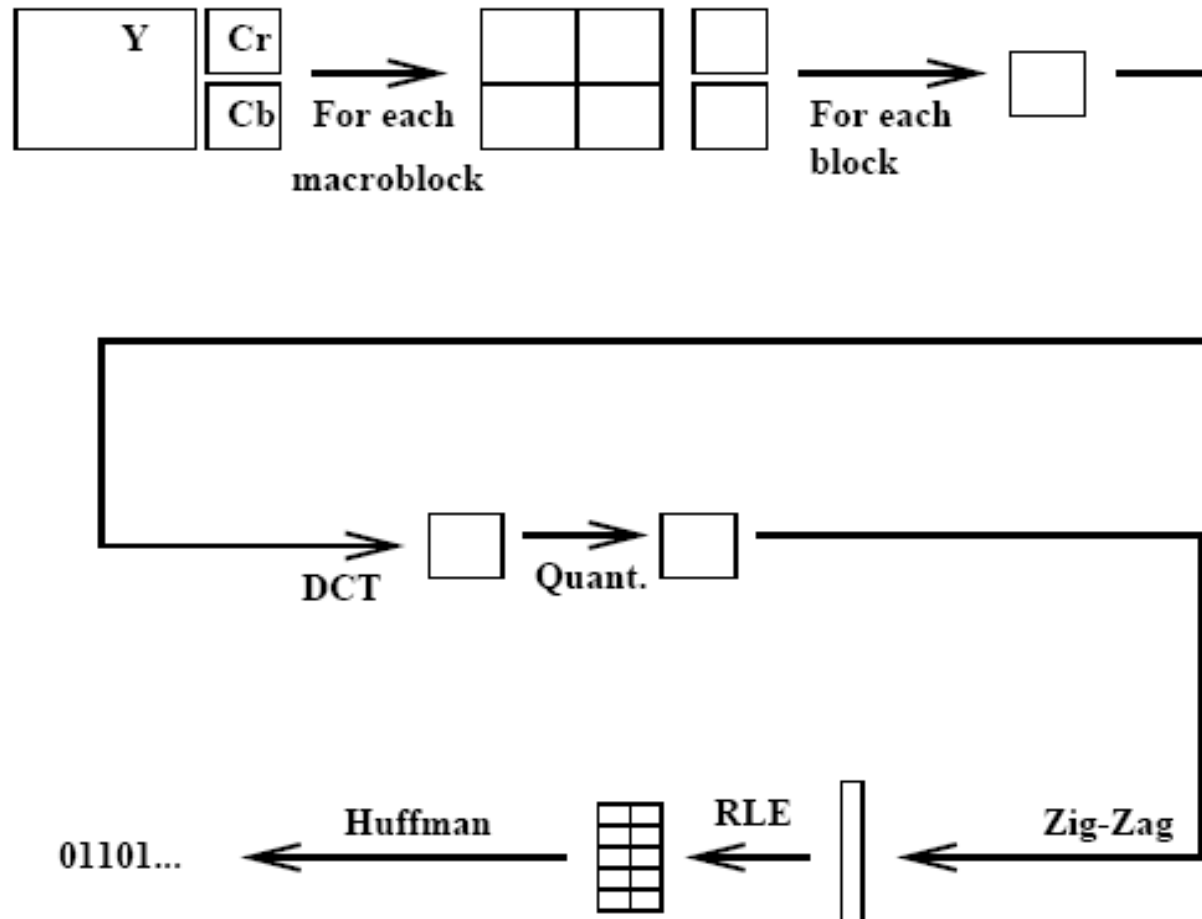 Y
Cr
Cb
For each
macroblock
For each
block
DCT
Quant.
Zig-Zag
RLE
Huffman
01101...